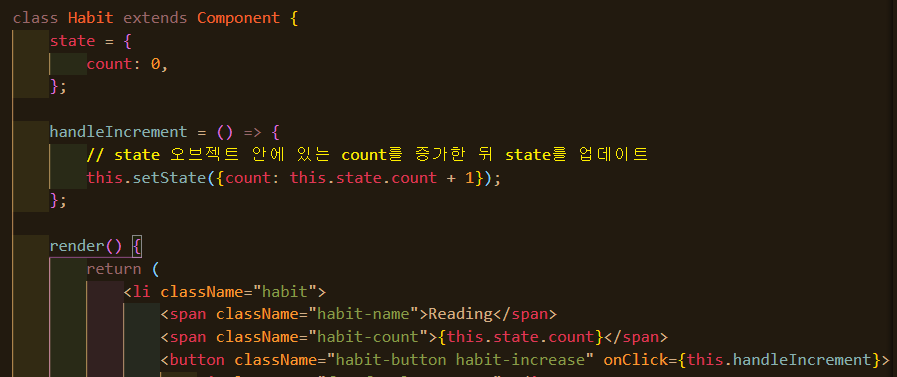 class Habit extends Component {
state = {
count: 0,
};
handleIncrement = () => {
// state 오브젝트 안에 있는 count를 증가한 뒤 state를 업데이트
this.setState({count: this.state.count + 1});
};
render() {
return (
<li className="habit">
<span className="habit-name">Reading</span>
<span className="habit-count">{this.state.count}</span>
<button className="habit-button habit-increase" onClick={this.handleIncrement}>